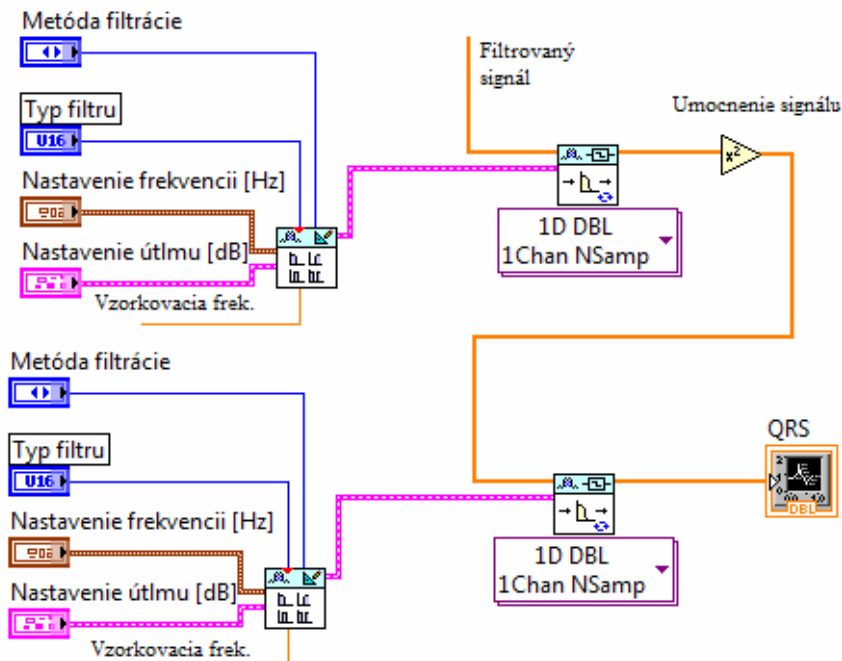 Metóda filtrácie
Typ filtru
U16
Nastavenie frekvencii [Hz]
Nastavenie útlmu [dB]
Vzorkovacia frek.
Filtrovaný
signál
Umocnenie signálu
x²
1D DBL
1Chan NSamp
Metóda filtrácie
Typ filtru
U16
Nastavenie frekvencii [Hz]
Nastavenie útlmu [dB]
Vzorkovacia frek.
1D DBL
1Chan NSamp
QRS
DBL